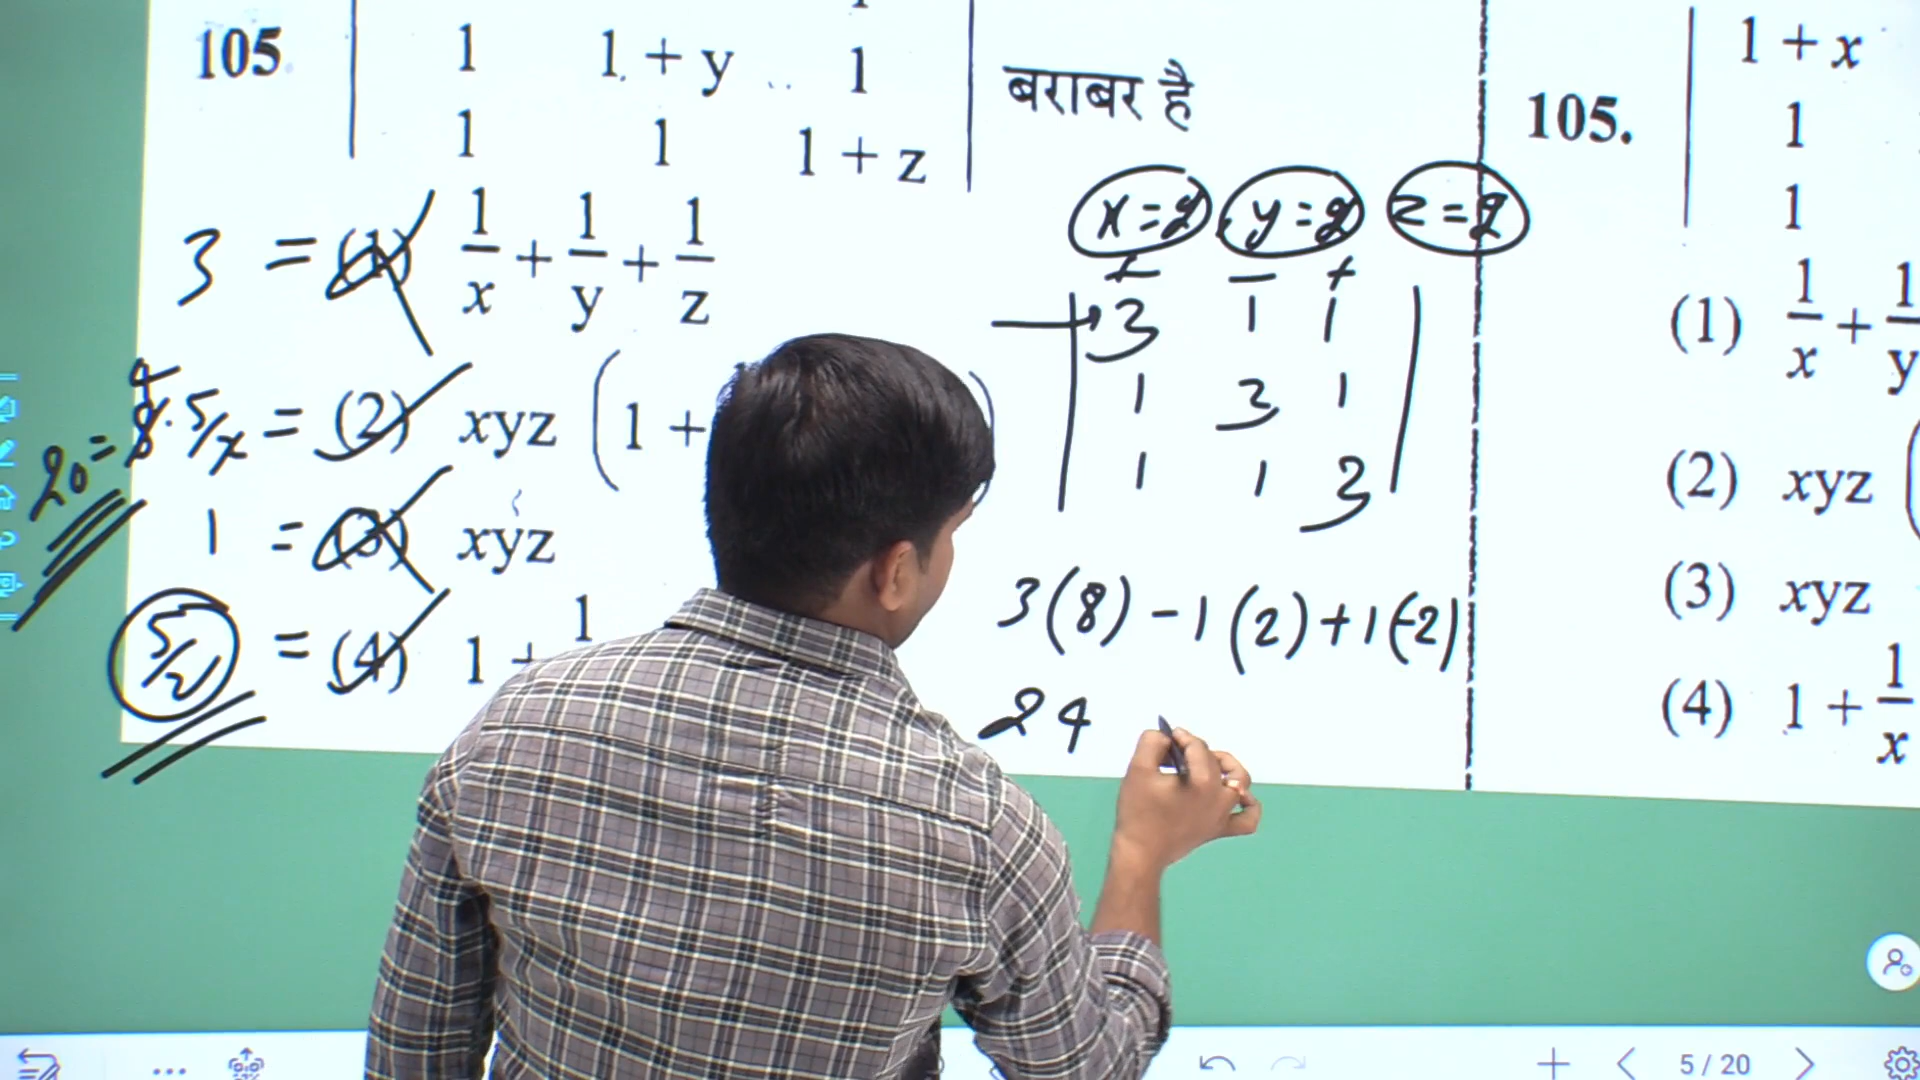 105
1 1 + y 1
1 1 1 + z
बराबर है
3 = (1) 1/x + 1/y + 1/z
8·5/x = (2) xyz (1 +
4
20 =
1 = (3) xyz
5/2 = (4) 1 + 1
x=2, y=2 z=2
+ − +
3 1 1
1 3 1
1 1 3
3(8) − 1(2) + 1(−2)
24
105.
1 + x
1
1
(1) 1/x + 1/y
(2) xyz (
(3) xyz
(4) 1 + 1/x
5 / 20